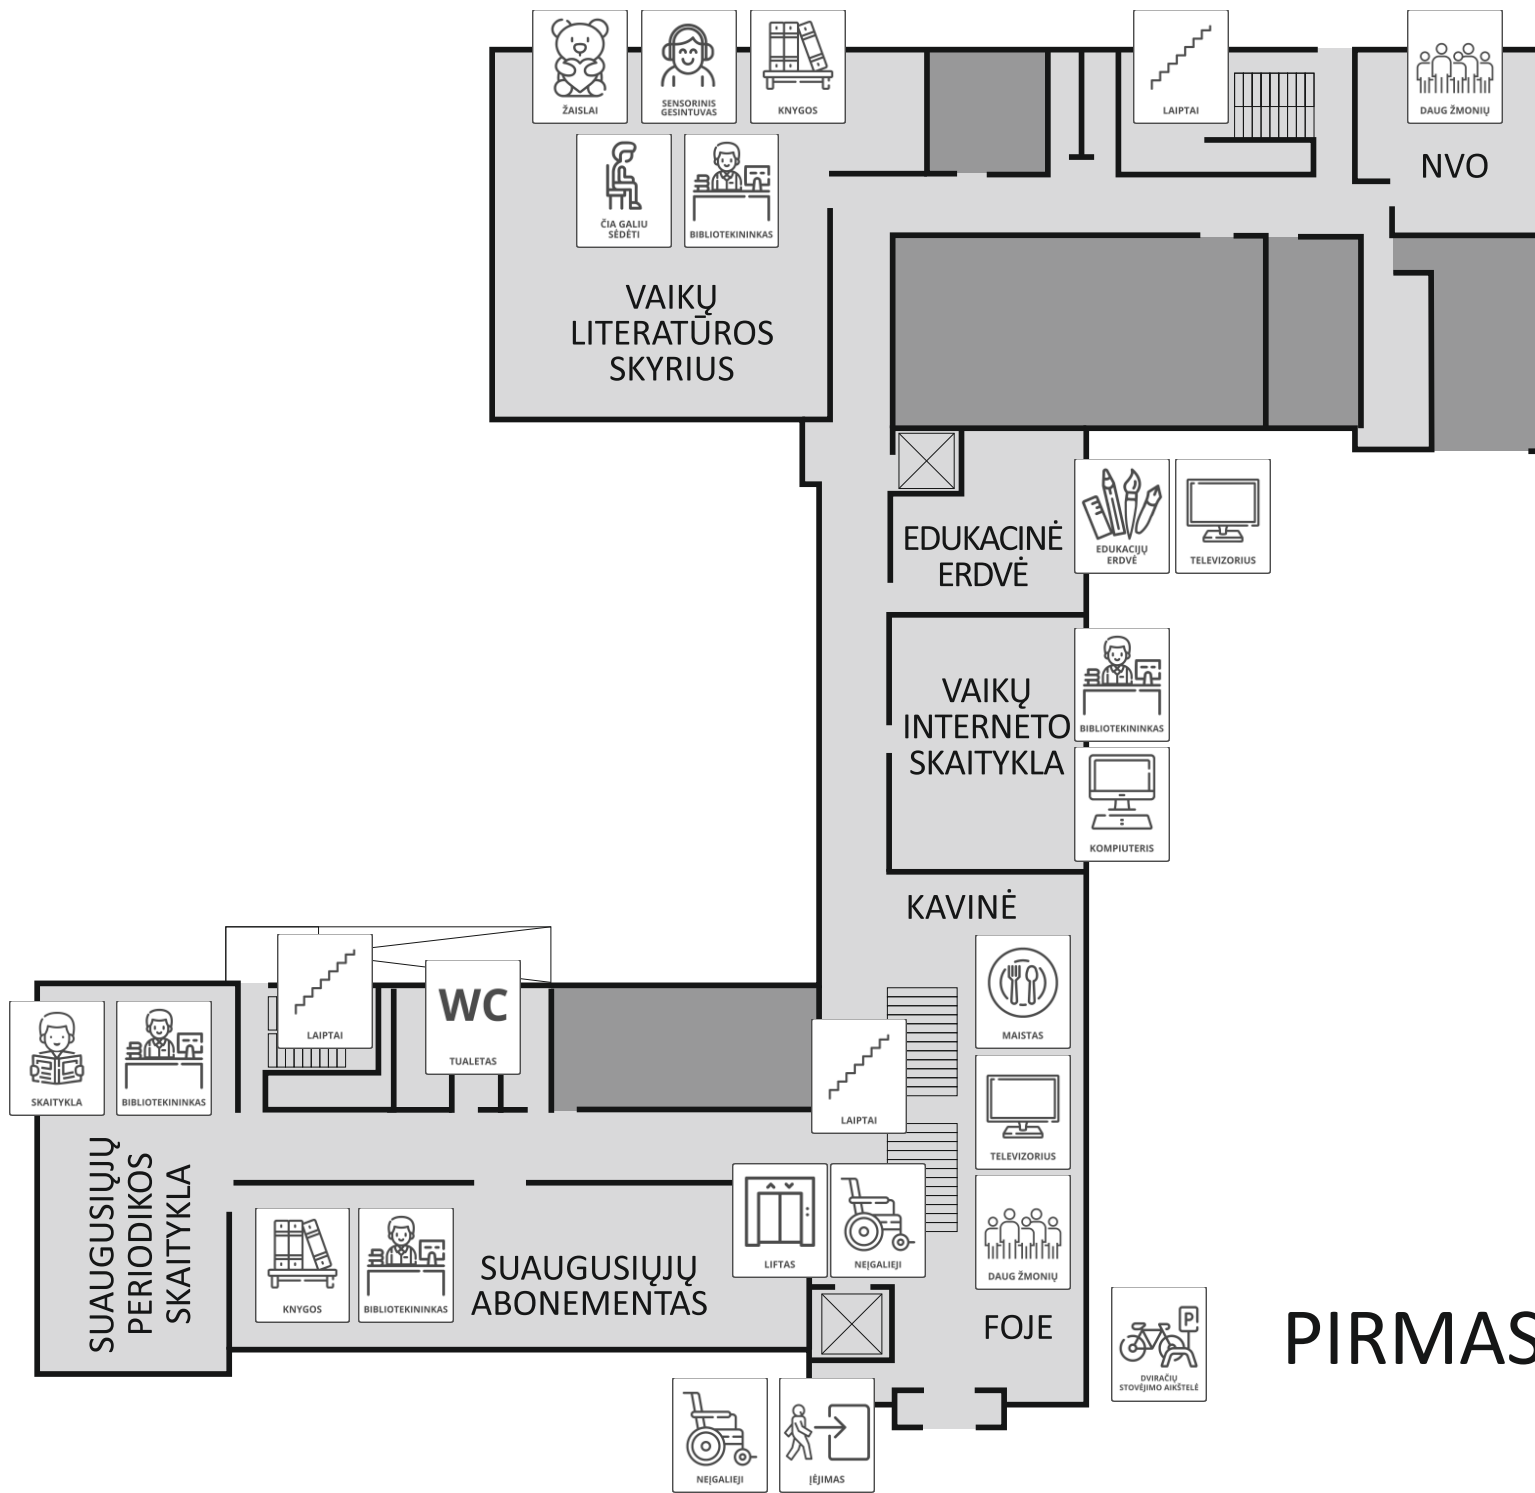 ŽAISLAI
SENSORINIS
GESINTUVAS
KNYGOS
LAIPTAI
DAUG ŽMONIŲ
NVO
ČIA GALIU
SĖDĖTI
BIBLIOTEKININKAS
VAIKŲ
LITERATŪROS
SKYRIUS
EDUKACINĖ
ERDVĖ
EDUKACIJŲ
ERDVĖ
TELEVIZORIUS
VAIKŲ
INTERNETO
SKAITYKLA
BIBLIOTEKININKAS
KOMPIUTERIS
KAVINĖ
MAISTAS
LAIPTAI
WC
TUALETAS
SKAITYKLA
BIBLIOTEKININKAS
LAIPTAI
TELEVIZORIUS
SUAUGUSIŲJŲ
PERIODIKOS
SKAITYKLA
KNYGOS
BIBLIOTEKININKAS
SUAUGUSIŲJŲ
ABONEMENTAS
LIFTAS
NEĮGALIEJI
DAUG ŽMONIŲ
FOJE
P
DVIRAČIŲ
STOVĖJIMO AIKŠTELĖ
PIRMAS
NEĮGALIEJI
ĮĖJIMAS